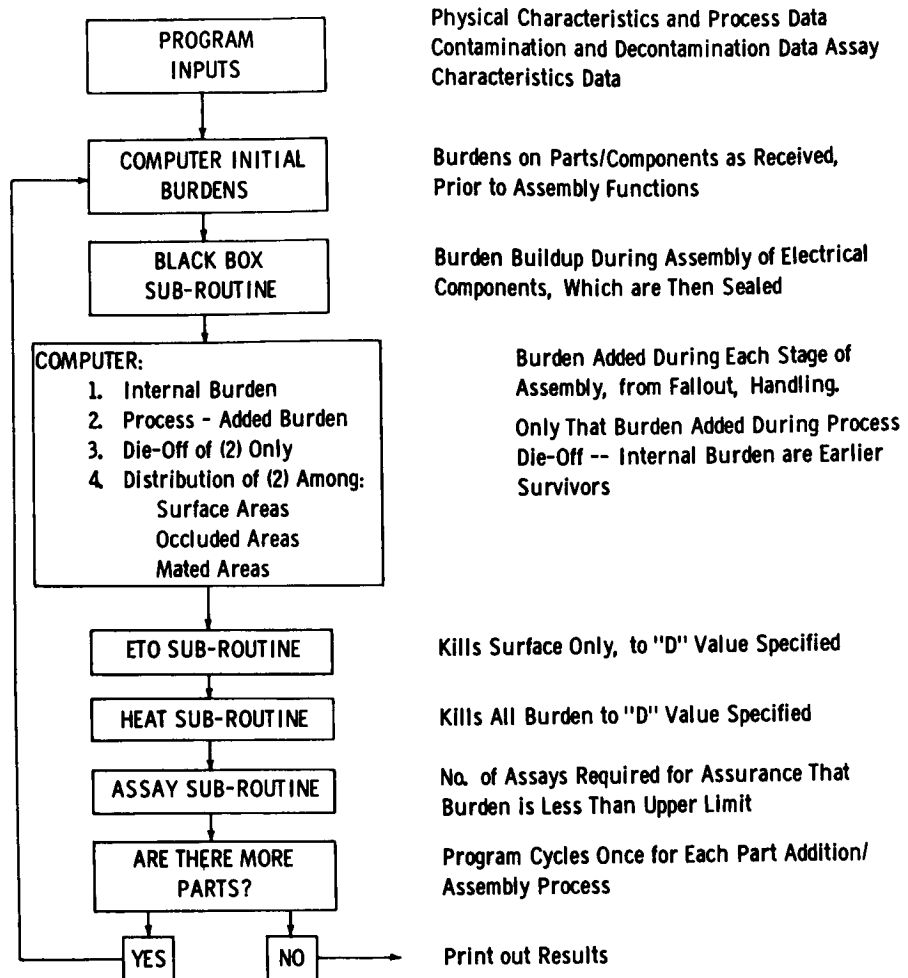 PROGRAM
INPUTS
Physical Characteristics and Process Data
Contamination and Decontamination Data Assay
Characteristics Data
COMPUTER INITIAL
BURDENS
Burdens on Parts/Components as Received,
Prior to Assembly Functions
BLACK BOX
SUB-ROUTINE
Burden Buildup During Assembly of Electrical
Components, Which are Then Sealed
COMPUTER:
1. Internal Burden
2. Process - Added Burden
3. Die-Off of (2) Only
4. Distribution of (2) Among:
Surface Areas
Occluded Areas
Mated Areas
Burden Added During Each Stage of
Assembly, from Fallout, Handling.
Only That Burden Added During Process
Die-Off -- Internal Burden are Earlier
Survivors
ETO SUB-ROUTINE
Kills Surface Only, to "D" Value Specified
HEAT SUB-ROUTINE
Kills All Burden to "D" Value Specified
ASSAY SUB-ROUTINE
No. of Assays Required for Assurance That
Burden is Less Than Upper Limit
ARE THERE MORE
PARTS?
Program Cycles Once for Each Part Addition/
Assembly Process
YES
NO
Print out Results